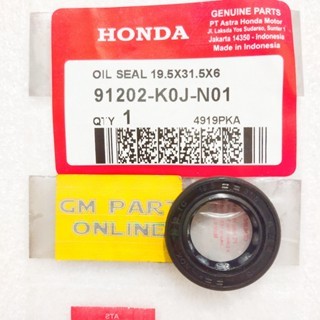 HONDA
GENUINE PARTS
PT Astra Honda Motor
Jl. Laksda Yos Sudarso, Sunter 1
Jakarta 14350 - Indonesia
Made in Indonesia
OIL SEAL 19.5X31.5X6
91202-K0J-N01
QTY 1
4919PKA
GM PART
ONLINE